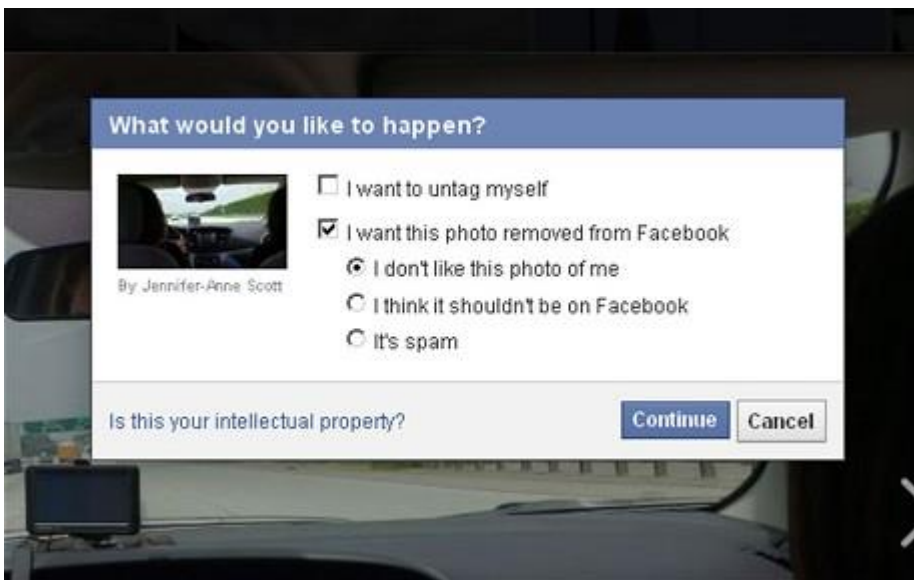 What would you like to happen?
I want to untag myself
I want this photo removed from Facebook
I don't like this photo of me
I think it shouldn't be on Facebook
It's spam
By Jennifer-Anne Scott
Is this your intellectual property?
Continue
Cancel